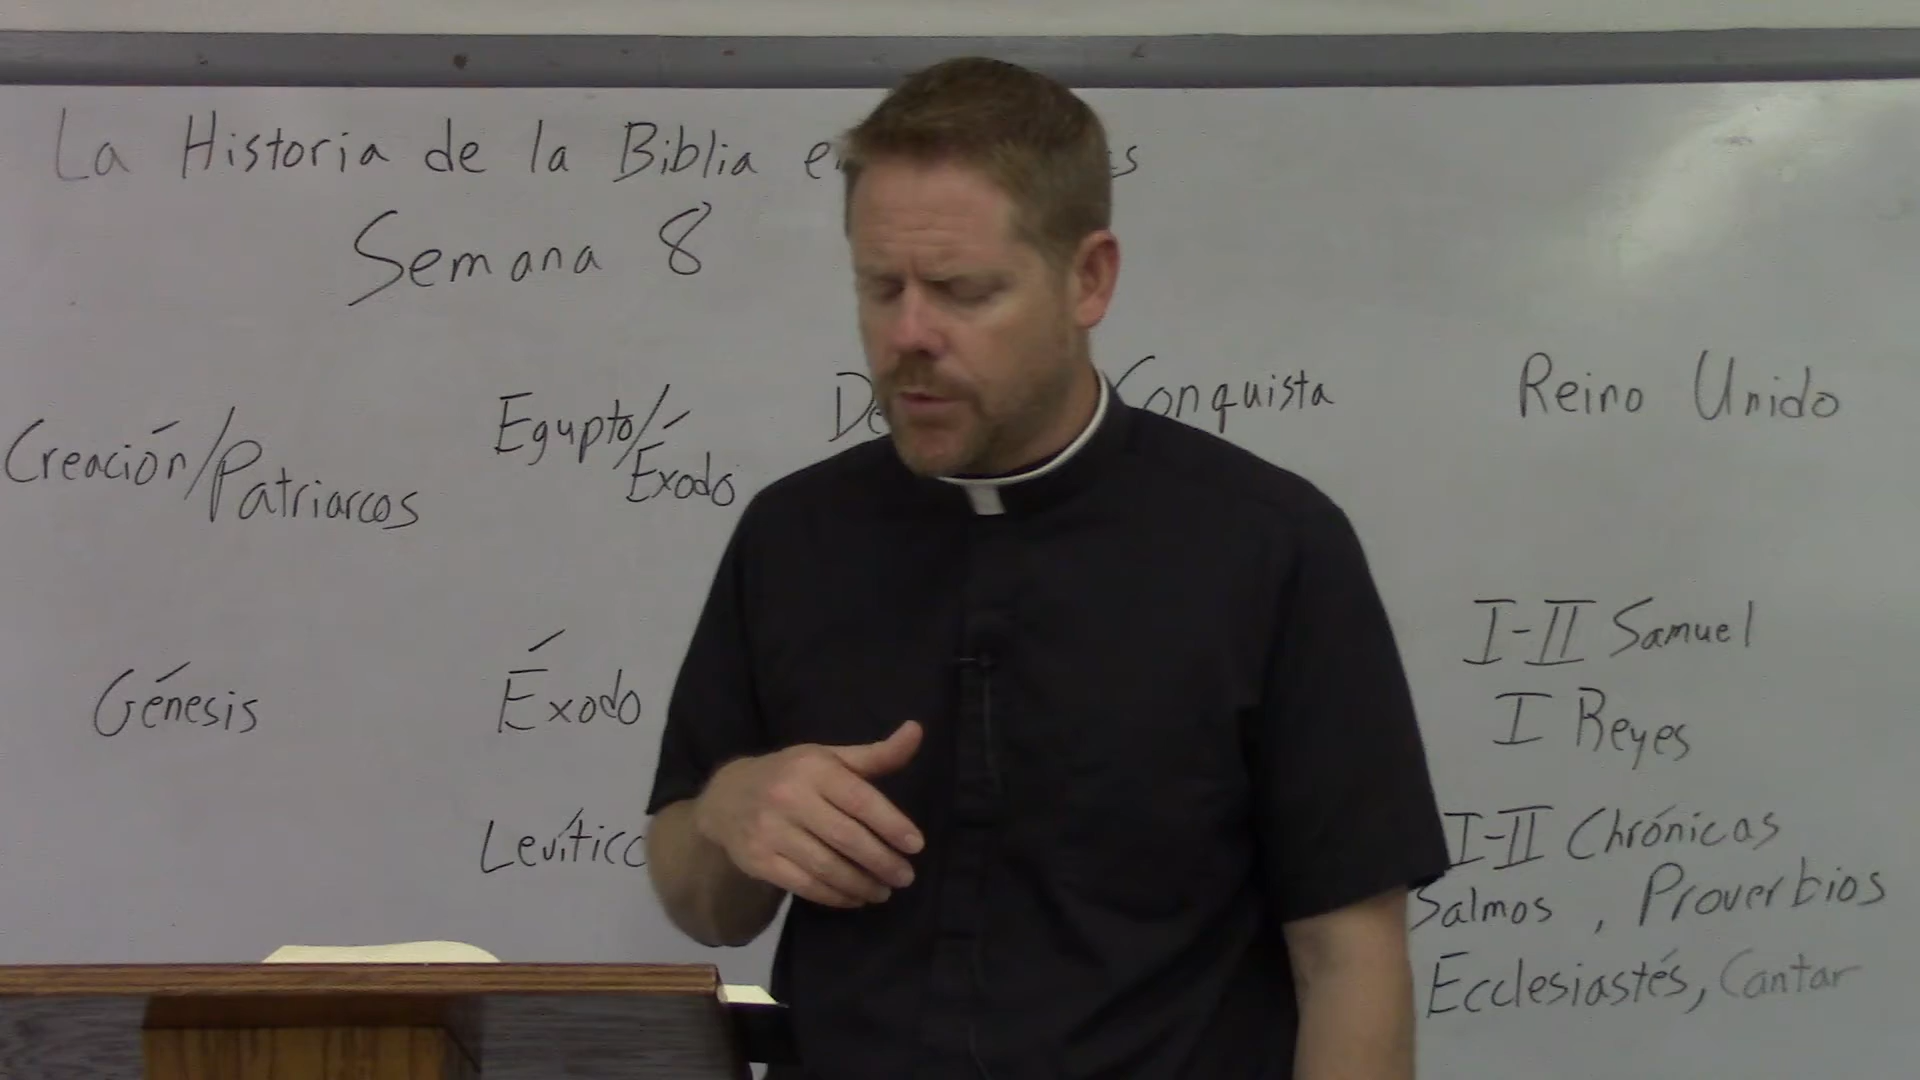 La Historia de la Biblia
Semana 8
Creación/Patriarcos
Egupto/
Éxodo
Conquista
Reino Unido
Génesis
Éxodo
Levítico
I-II Samuel
I Reyes
I-II Chrónicas
Salmos, Proverbios
Ecclesiastés, Cantar